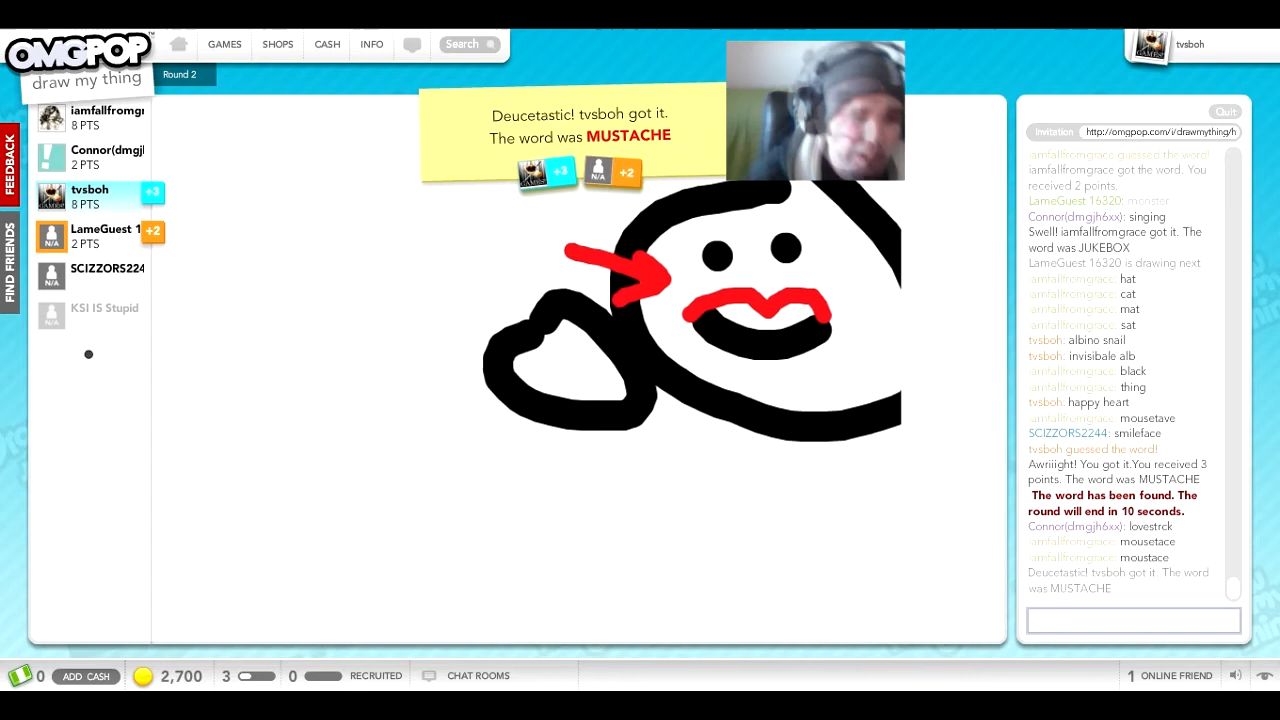 OMGPOP™
draw my thing
GAMES SHOPS CASH INFO Search
tvsboh
Round 2
FEEDBACK
FIND FRIENDS
iamfallfromgr
8 PTS
Connor(dmgjl
2 PTS
tvsboh
8 PTS
+3
LameGuest 1
2 PTS
+2
SCIZZORS224
KSI IS Stupid
N/A
N/A
N/A
Deucetastic! tvsboh got it.
The word was MUSTACHE
+3 N/A +2
Quit
Invitation http://omgpop.com/i/drawmything/h
iamfallfromgrace guessed the word!
iamfallfromgrace got the word. You
received 2 points.
LameGuest 16320: monster
Connor(dmgjh6xx): singing
Swell! iamfallfromgrace got it. The
word was JUKEBOX
LameGuest 16320 is drawing next
iamfallfromgrace: hat
iamfallfromgrace: cat
iamfallfromgrace: mat
iamfallfromgrace: sat
tvsboh: albino snail
tvsboh: invisibale alb
iamfallfromgrace: black
iamfallfromgrace: thing
tvsboh: happy heart
iamfallfromgrace: mousetave
SCIZZORS2244: smileface
tvsboh guessed the word!
Awriiight! You got it.You received 3
points. The word was MUSTACHE
The word has been found. The
round will end in 10 seconds.
Connor(dmgjh6xx): lovestrck
iamfallfromgrace: mousetace
iamfallfromgrace: moustace
Deucetastic! tvsboh got it. The word
was MUSTACHE
0 ADD CASH 2,700 3 0 RECRUITED CHAT ROOMS 1 ONLINE FRIEND